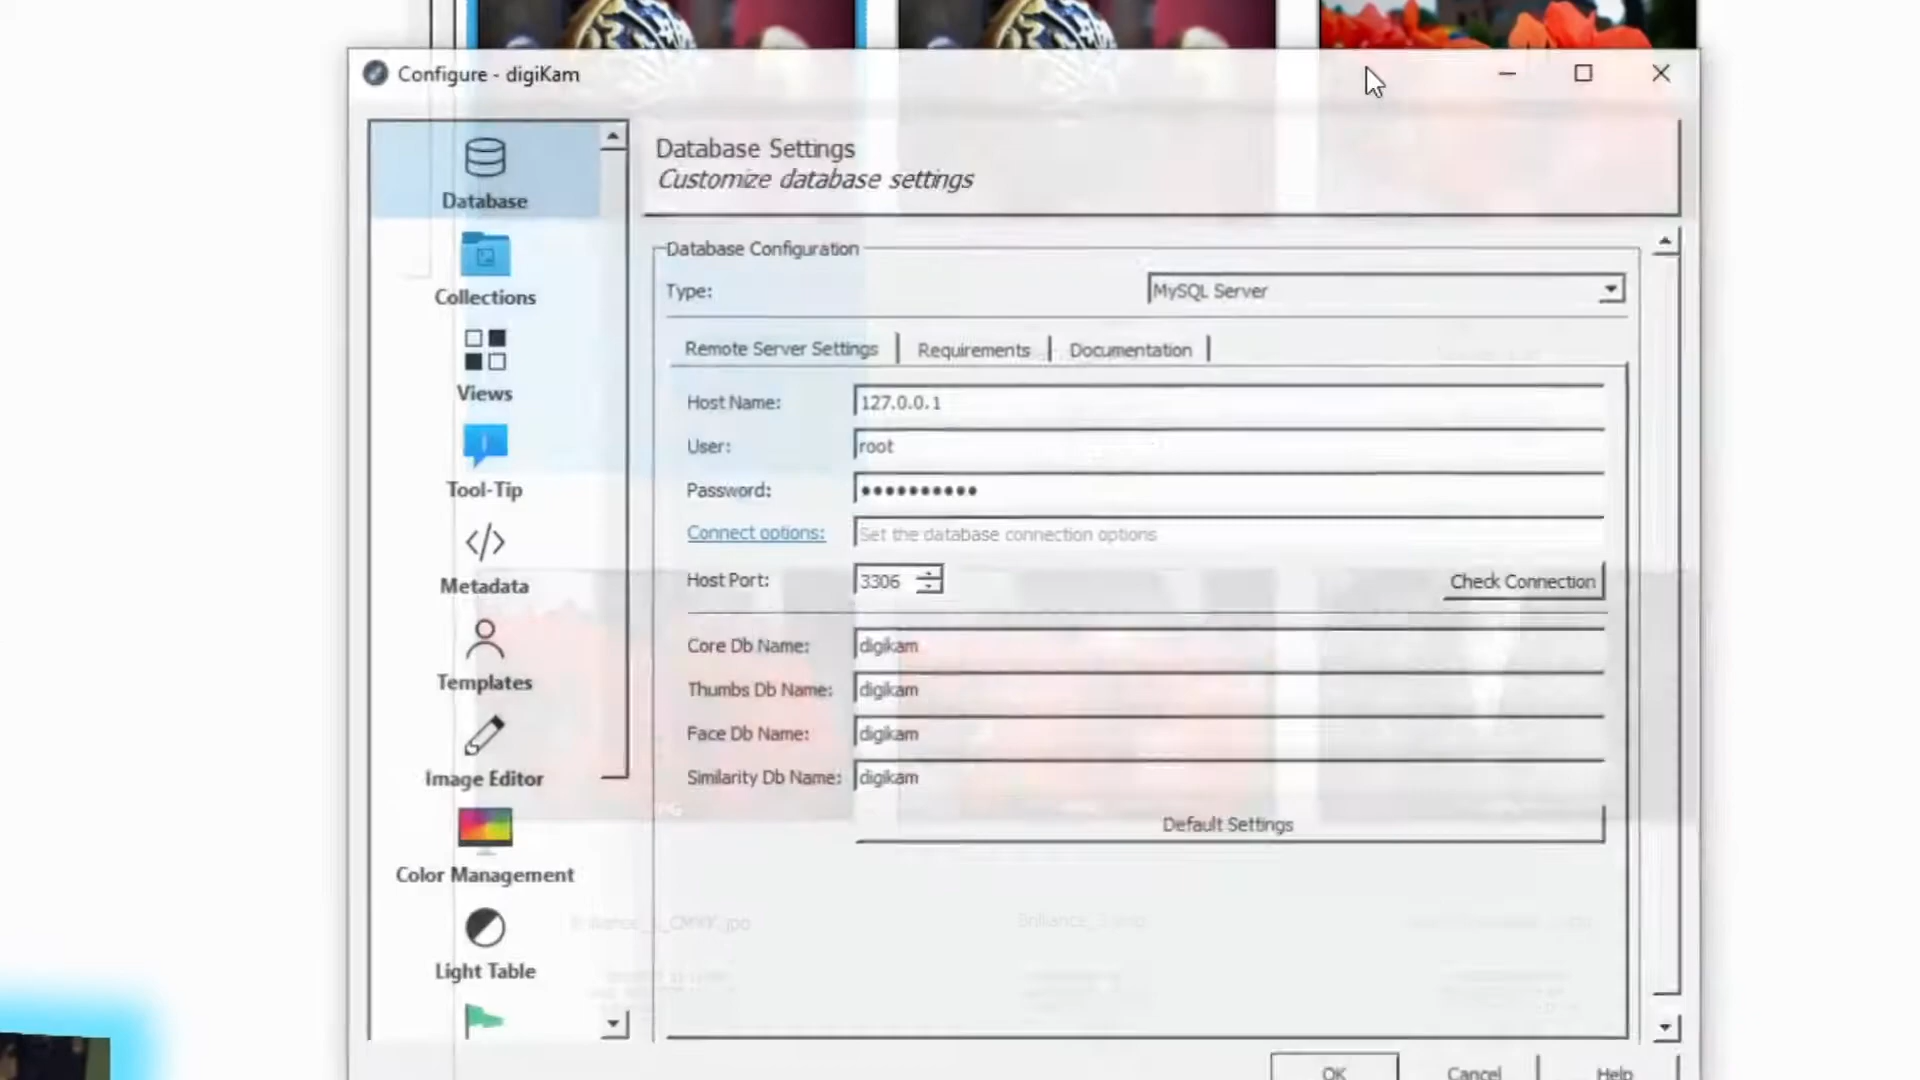 Configure - digiKam
Database
Collections
Views
Tool-Tip
Metadata
Templates
Image Editor
Color Management
Light Table
Database Settings
Customize database settings
Database Configuration
Type: MySQL Server
Remote Server Settings Requirements Documentation
Host Name: 127.0.0.1
User: root
Password: ●●●●●●●●●●
Connect options: Set the database connection options
Host Port: 3306 Check Connection
Core Db Name: digikam
Thumbs Db Name: digikam
Face Db Name: digikam
Similarity Db Name: digikam
Default Settings
OK Cancel Help